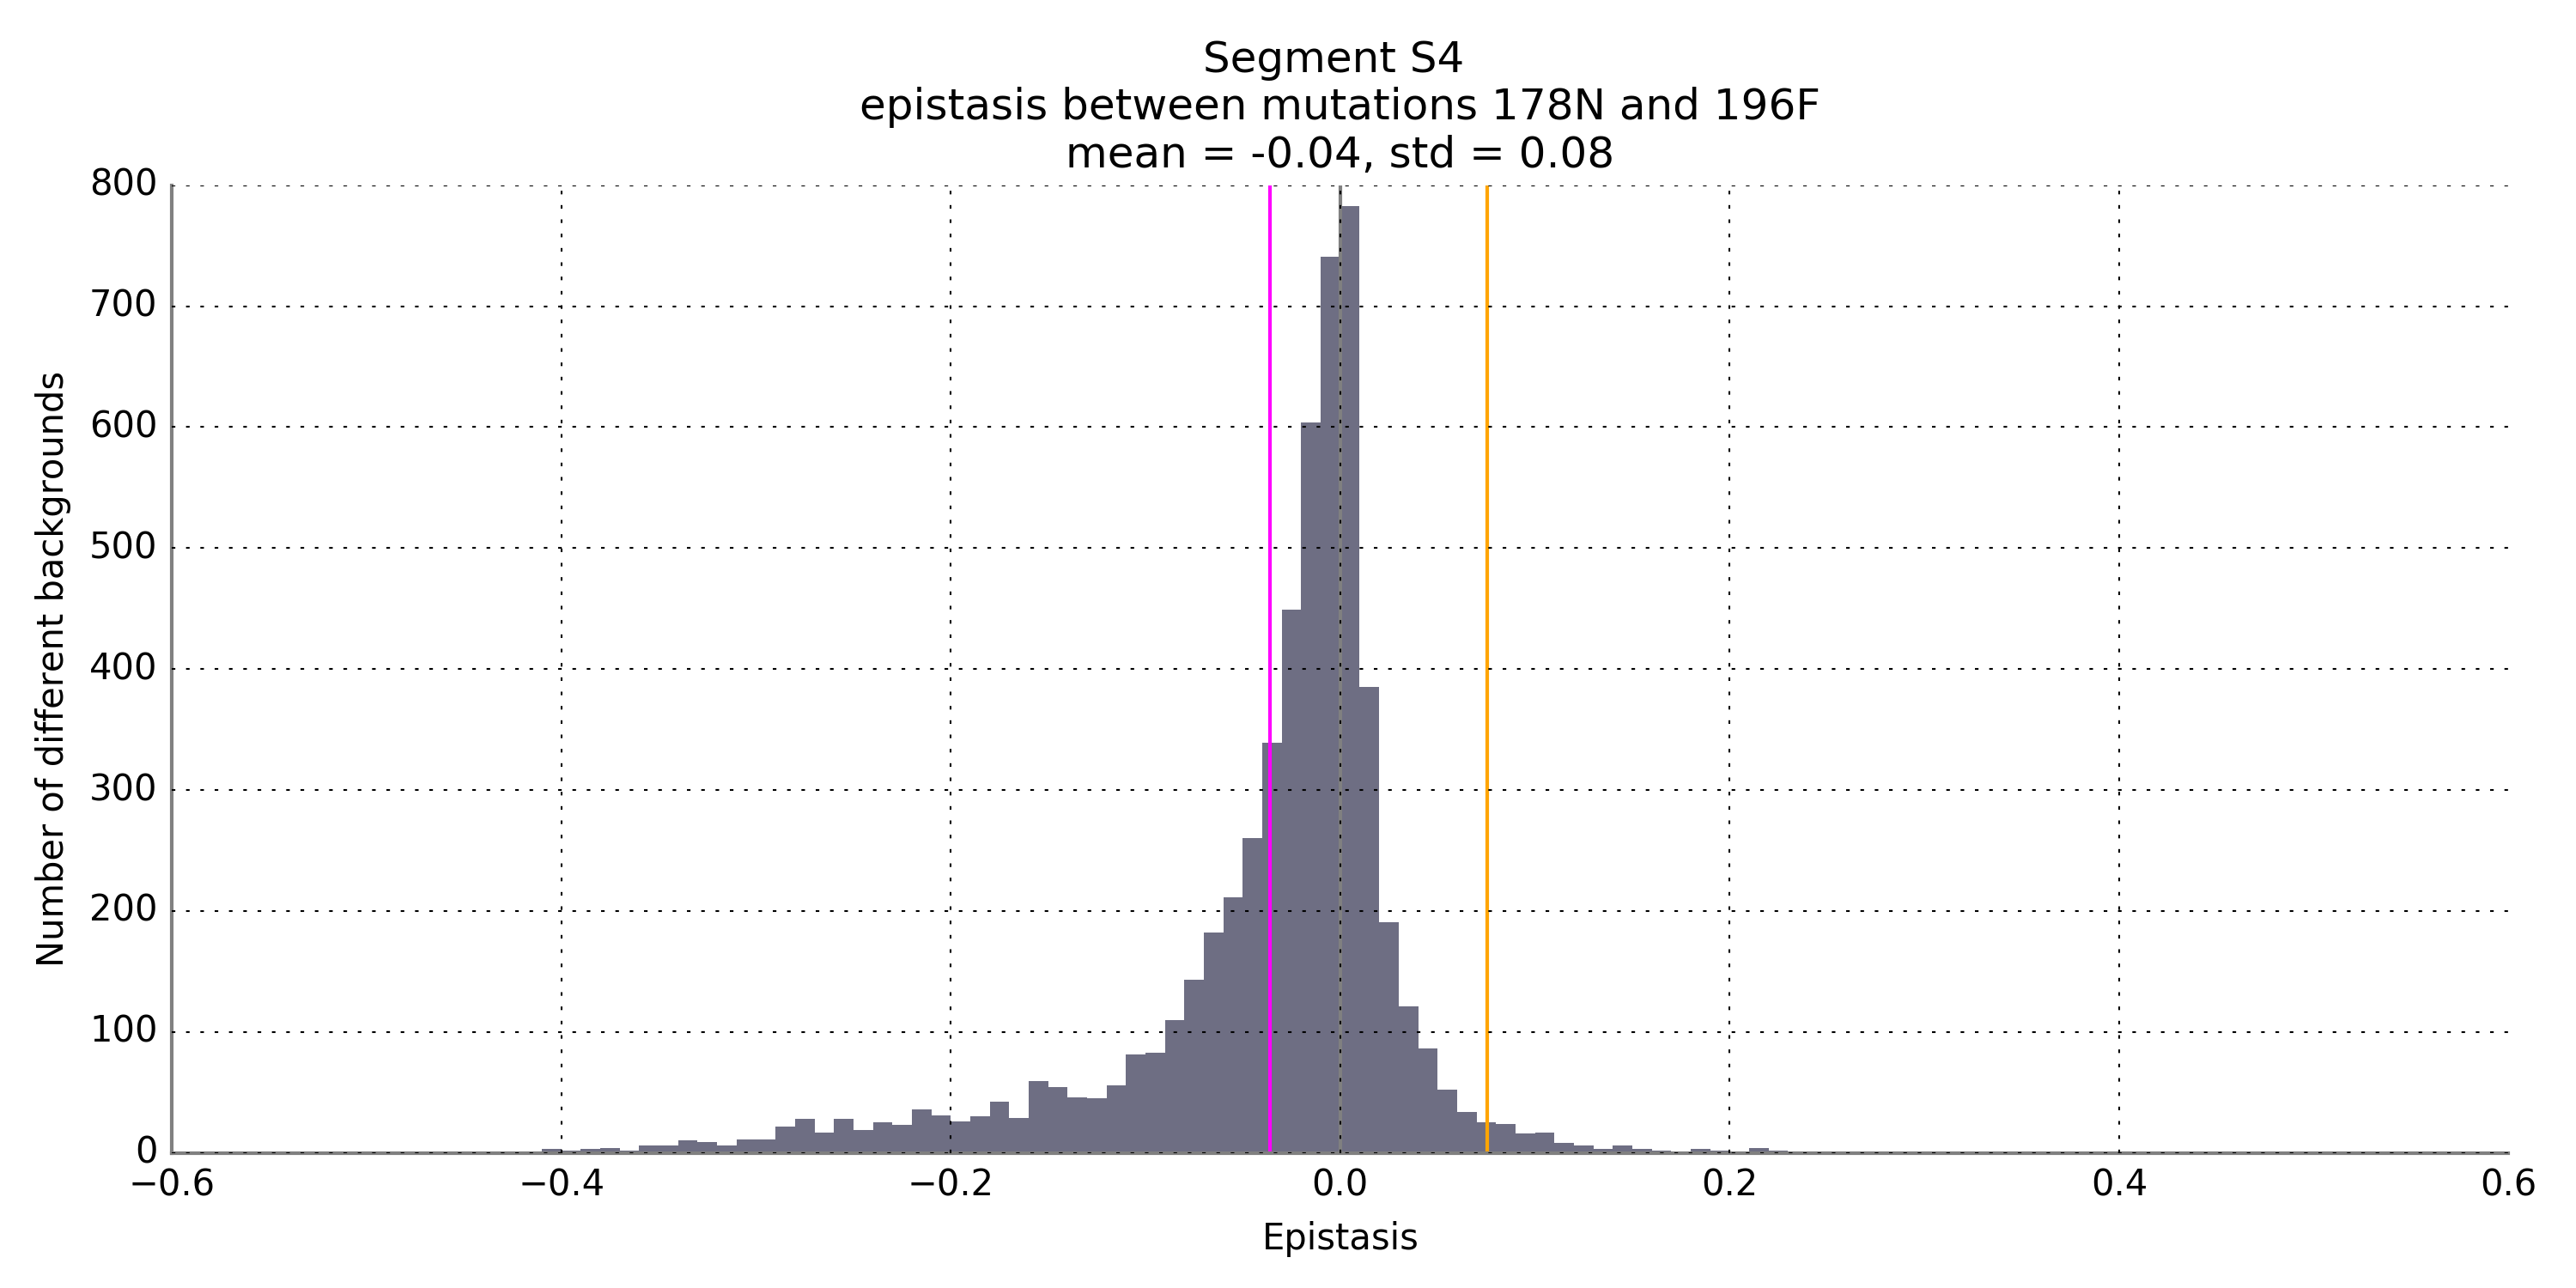 Segment S4
epistasis between mutations 178N and 196F
mean = -0.04, std = 0.08
800
700
600
500
400
300
200
100
0
Number of different backgrounds
−0.6 −0.4 −0.2 0.0 0.2 0.4 0.6
Epistasis